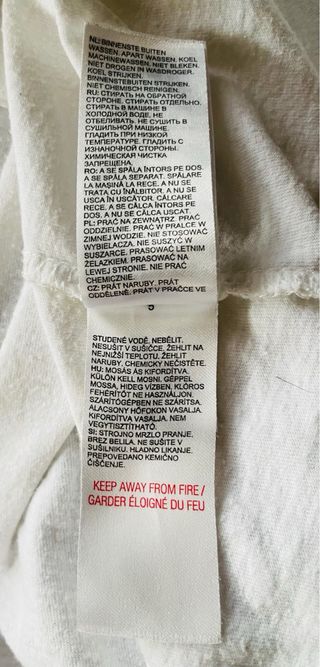 NL: BINNENSTE BUITEN
WASSEN. APART WASSEN. KOEL
MACHINEWASSEN. NIET BLEKEN.
NIET DROGEN IN WASDROGER.
KOEL STRIJKEN.
BINNENSTEBUITEN STRIJKEN.
NIET CHEMISCH REINIGEN.
RU: СТИРАТЬ НА ОБРАТНОЙ
СТОРОНЕ. СТИРАТЬ ОТДЕЛЬНО.
СТИРАТЬ В МАШИНЕ В
ХОЛОДНОЙ ВОДЕ, НЕ
ОТБЕЛИВАТЬ. НЕ СУШИТЬ В
СУШИЛЬНОЙ МАШИНЕ.
ГЛАДИТЬ ПРИ НИЗКОЙ
ТЕМПЕРАТУРЕ. ГЛАДИТЬ С
ИЗНАНОЧНОЙ СТОРОНЫ.
ХИМИЧЕСКАЯ ЧИСТКА
ЗАПРЕЩЕНА.
RO: A SE SPĂLA ÎNTORS PE DOS.
A SE SPĂLA SEPARAT. SPĂLARE
LA MAŞINĂ LA RECE. A NU SE
TRATA CU ÎNĂLBITOR. A NU SE
USCA ÎN USCĂTOR. CĂLCARE
RECE. A SE CĂLCA ÎNTORS PE
DOS. A NU SE CĂLCA USCAT.
PL: PRAĆ NA ZEWNĄTRZ. PRAĆ
ODDZIELNIE. PRAĆ W PRALCE W
ZIMNEJ WODZIE. NIE STOSOWAĆ
WYBIELACZA. NIE SUSZYĆ W
SUSZARCE. PRASOWAĆ LETNIM
ŻELAZKIEM. PRASOWAĆ NA
LEWEJ STRONIE. NIE PRAĆ
CHEMICZNIE.
CZ: PRÁT NARUBY. PRÁT
ODDĚLENĚ. PRÁT V PRAČCE VE
STUDENÉ VODĚ, NEBĚLIT.
NESUŠIT V SUŠIČCE, ŽEHLIT NA
NEJNIŽŠÍ TEPLOTU, ŽEHLIT
NARUBY, CHEMICKY NEČISTĚTE.
HU: MOSÁS ÁS KIFORDÍTVA.
KÜLÖN KELL MOSNI. GÉPPEL
MOSSA, HIDEG VÍZBEN, KLÓROS
FEHÉRÍTŐT NE HASZNÁLJON.
SZÁRÍTÓGÉPBEN NE SZÁRÍTSA.
ALACSONY HŐFOKON VASALJA.
KIFORDÍTVA VASALJA. NEM
VEGYTISZTÍTHATÓ.
SI: STROJNO MRZLO PRANJE,
BREZ BELILA. NE SUŠITE V
SUŠILNIKU. HLADNO LIKANJE.
PREPOVEDANO KEMIČNO
ČIŠČENJE.
KEEP AWAY FROM FIRE/
GARDER ÉLOIGNÉ DU FEU